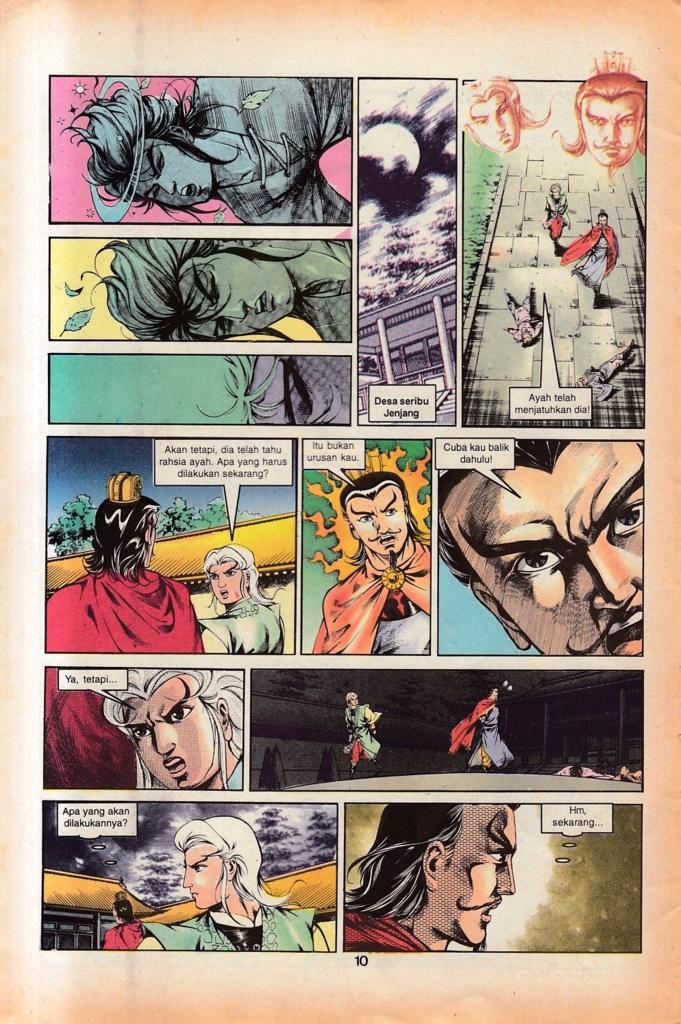 Desa seribu
Jenjang
Ayah telah
menjatuhkan dia!
Akan tetapi, dia telah tahu
rahsia ayah. Apa yang harus
dilakukan sekarang?
Itu bukan
urusan kau.
Cuba kau balik
dahulu!
Ya, tetapi...
Apa yang akan
dilakukannya?
Hm,
sekarang...
10